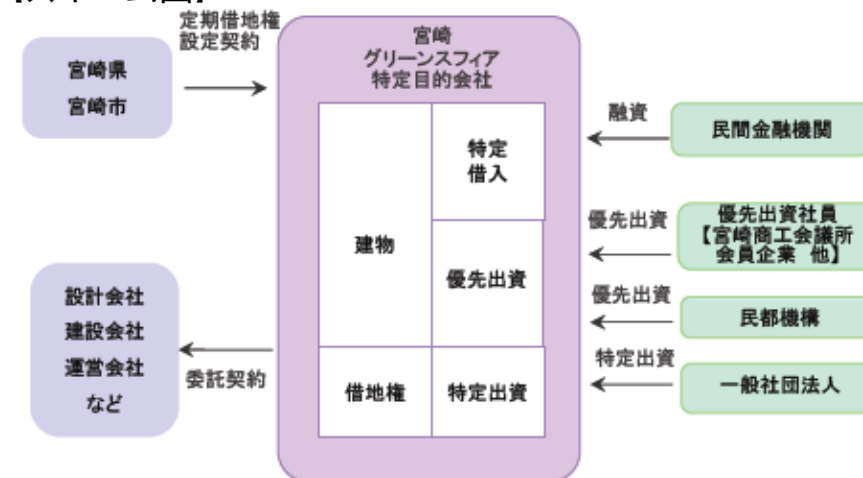 定期借地権
設定契約
宮崎県
宮崎市
宮崎
グリーンスフィア
特定目的会社
建物
特定
借入
優先出資
借地権
特定出資
融資
民間金融機関
優先出資
優先出資社員
【宮崎商工会議所
会員企業 他】
優先出資
民都機構
特定出資
一般社団法人
設計会社
建設会社
運営会社
など
委託契約